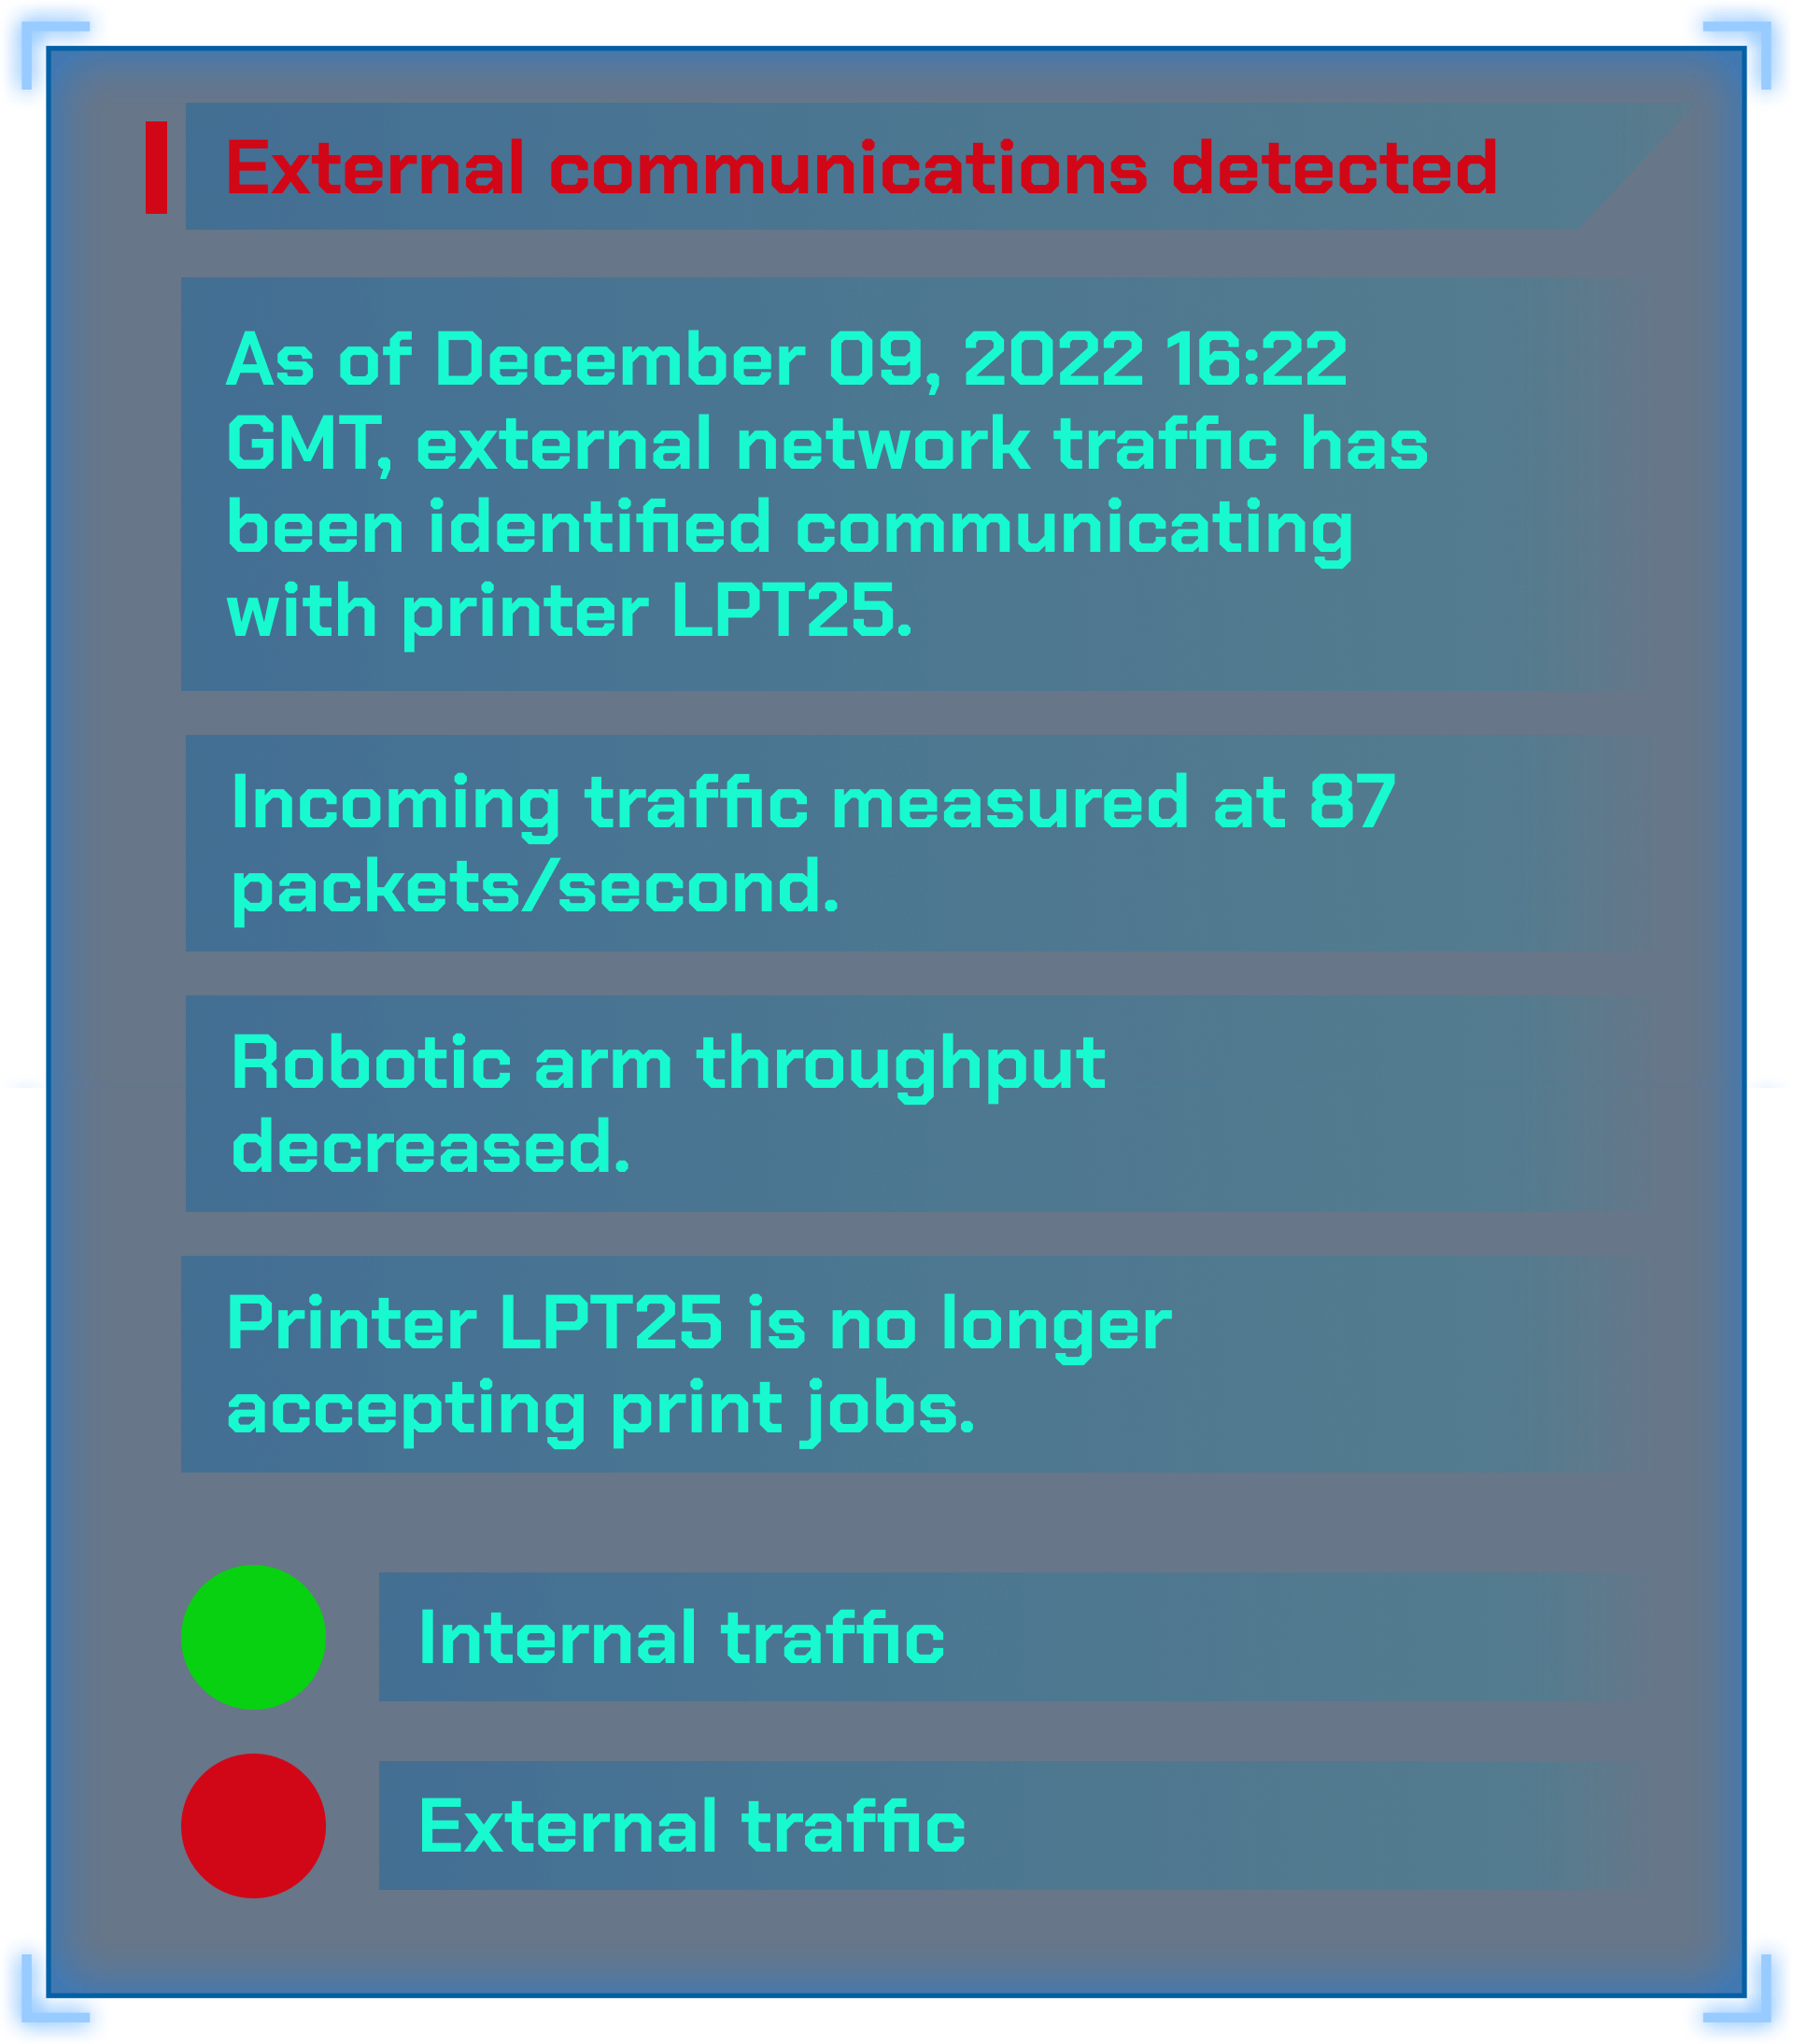 External communications detected
As of December 09, 2022 16:22
GMT, external network traffic has
been identified communicating
with printer LPT25.
Incoming traffic measured at 87
packets/second.
Robotic arm throughput
decreased.
Printer LPT25 is no longer
accepting print jobs.
Internal traffic
External traffic